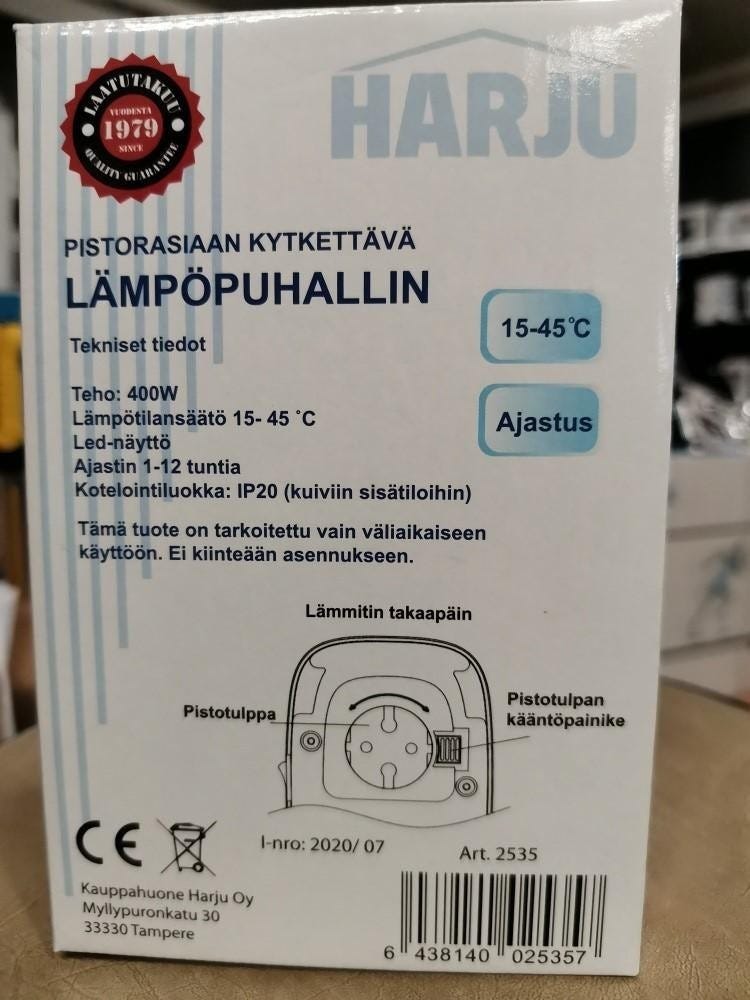 LAATUTAKUU
VUODESTA
1979
SINCE
QUALITY GUARANTEE
HARJU
PISTORASIAAN KYTKETTÄVÄ
LÄMPÖPUHALLIN
15-45°C
Tekniset tiedot
Ajastus
Teho: 400W
Lämpötilansäätö 15- 45 °C
Led-näyttö
Ajastin 1-12 tuntia
Kotelointiluokka: IP20 (kuiviin sisätiloihin)
Tämä tuote on tarkoitettu vain väliaikaiseen
käyttöön. Ei kiinteään asennukseen.
Lämmitin takaapäin
Pistotulppa
Pistotulpan
kääntöpainike
CE
I-nro: 2020/ 07
Art. 2535
Kauppahuone Harju Oy
Myllypuronkatu 30
33330 Tampere
6 438140 025357